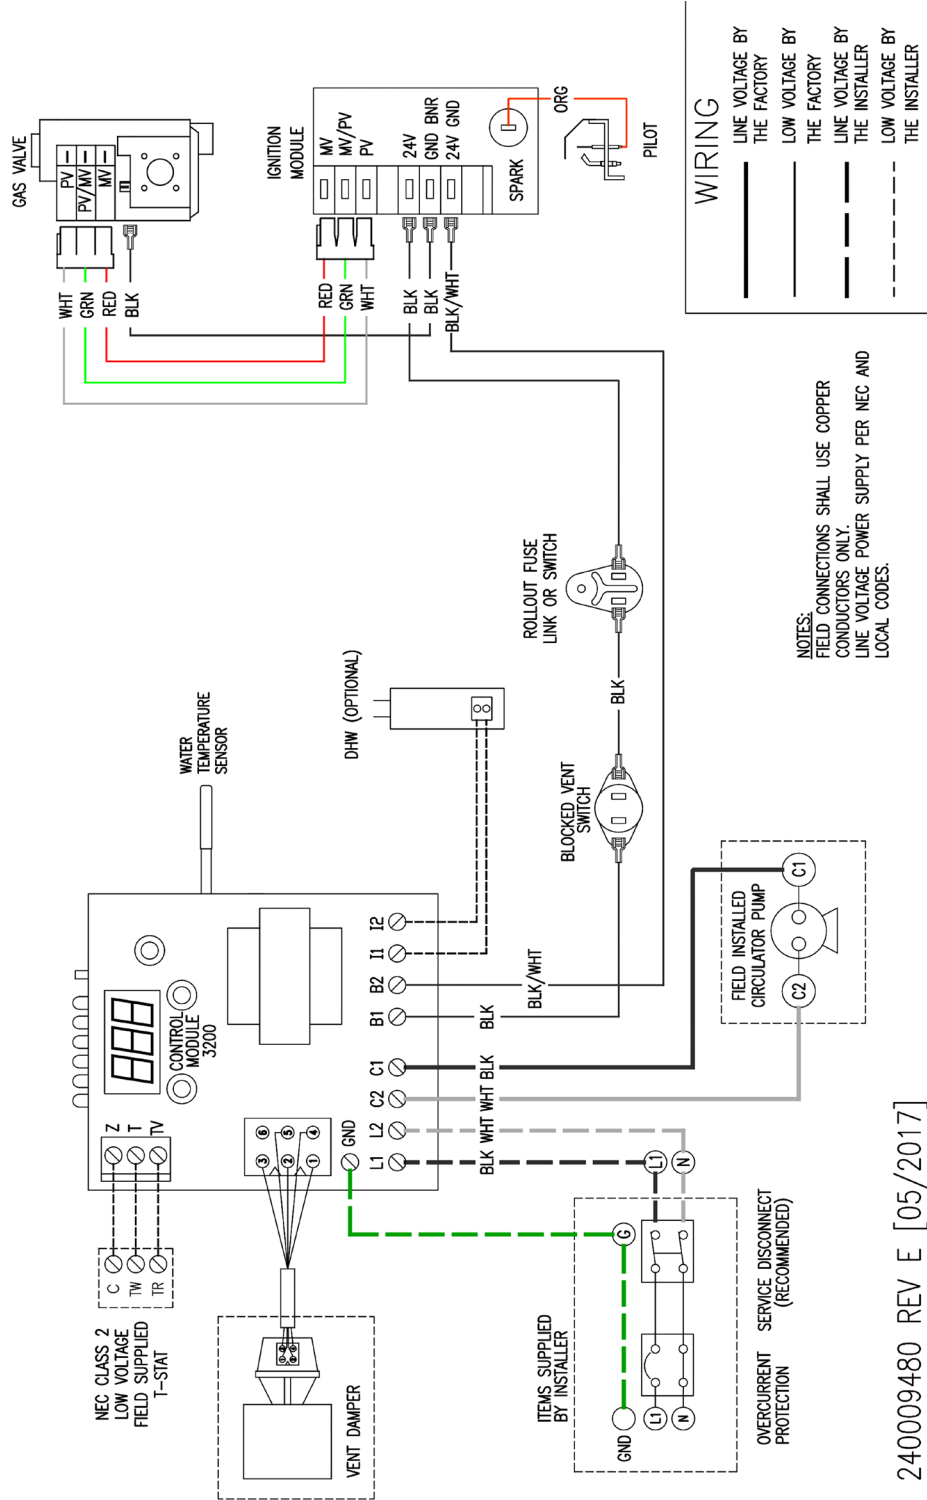 NEC CLASS 2
LOW VOLTAGE
FIELD SUPPLIED
T-STAT
C
TW
TR
Z
T
TV
CONTROL
MODULE
3200
WATER
TEMPERATURE
SENSOR
GAS VALVE
PV
PV/MV
MV
WHT
GRN
RED
BLK
VENT DAMPER
3
2
1
6
5
4
GND
L1
L2
C2
C1
B1
B2
I1
I2
DHW (OPTIONAL)
IGNITION
MODULE
MV
MV/PV
PV
24V
GND BNR
24V GND
SPARK
RED
GRN
WHT
BLK
BLK
BLK/WHT
ORG
PILOT
BLK
WHT
WHT
BLK
BLK
BLK/WHT
BLOCKED VENT
SWITCH
BLK
ROLLOUT FUSE
LINK OR SWITCH
ITEMS SUPPLIED
BY INSTALLER
GND
G
L1
N
L1
N
OVERCURRENT
PROTECTION
SERVICE DISCONNECT
(RECOMMENDED)
FIELD INSTALLED
CIRCULATOR PUMP
C2
C1
NOTES:
FIELD CONNECTIONS SHALL USE COPPER
CONDUCTORS ONLY.
LINE VOLTAGE POWER SUPPLY PER NEC AND
LOCAL CODES.
WIRING
LINE VOLTAGE BY
THE FACTORY
LOW VOLTAGE BY
THE FACTORY
LINE VOLTAGE BY
THE INSTALLER
LOW VOLTAGE BY
THE INSTALLER
240009480 REV E [05/2017]